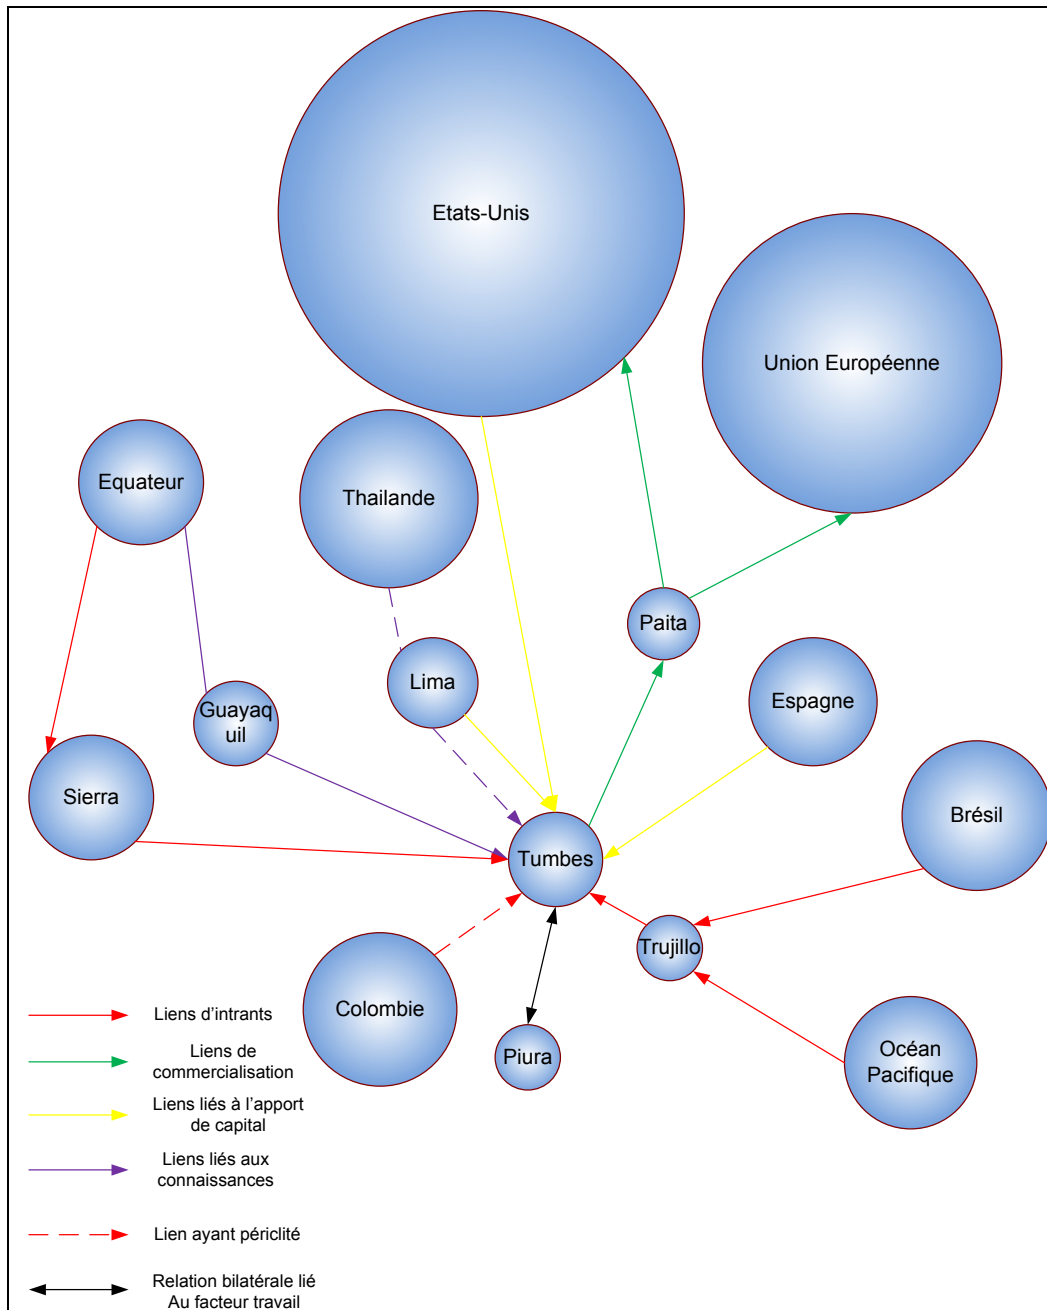 Etats-Unis
Union Européenne
Equateur
Thailande
Paita
Lima
Espagne
Guayaq
uil
Sierra
Brésil
Tumbes
Trujillo
Colombie
Océan
Pacifique
Piura
Liens d'intrants
Liens de
commercialisation
Liens liés à l'apport
de capital
Liens liés aux
connaissances
Lien ayant périclité
Relation bilatérale lié
Au facteur travail